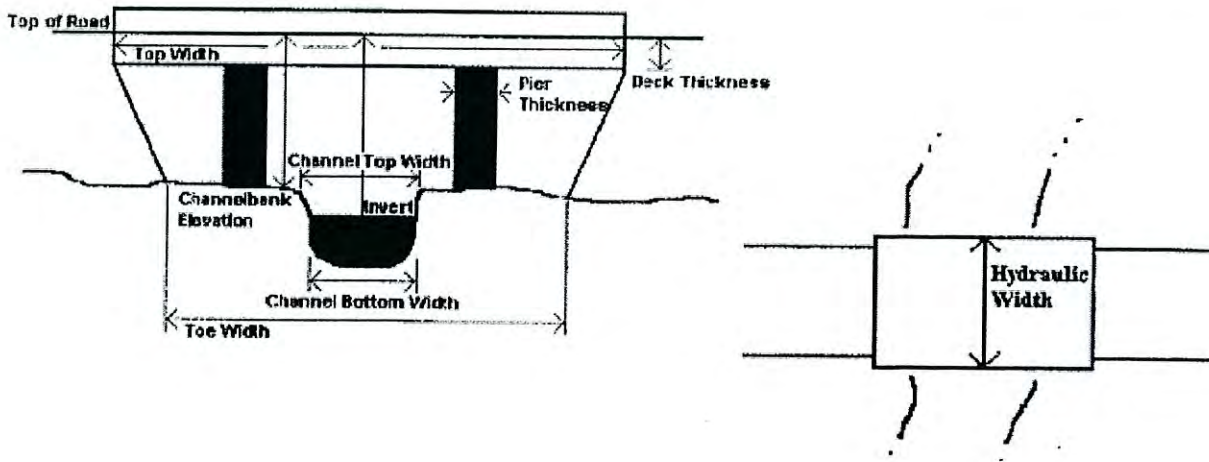 Top of Road
Top Width
Deck Thickness
Pier
Thickness
Channel Top Width
Channelbank
Elevation
Invert
Channel Bottom Width
Toe Width
Hydraulic
Width